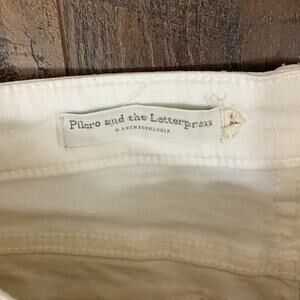 Pilcro and the Letterpress
by ANTHROPOLOGIE